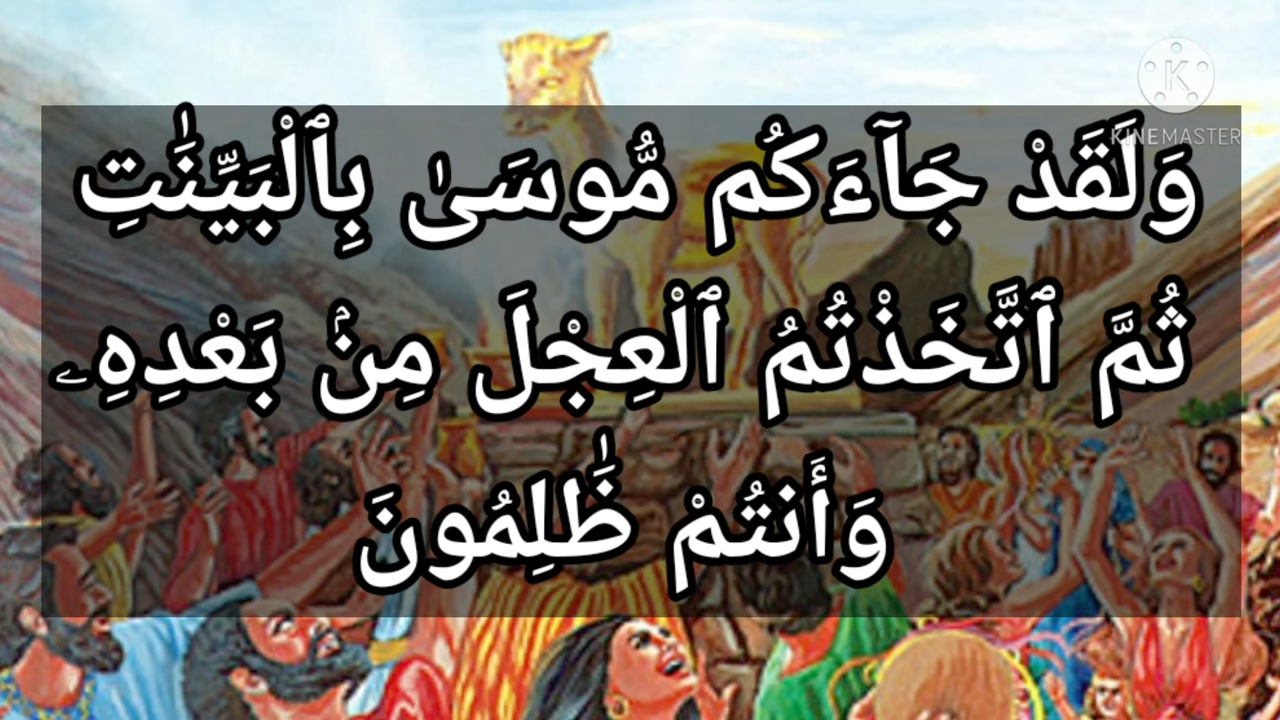 وَلَقَدْ جَآءَكُم مُّوسَىٰ بِٱلْبَيِّنَٰتِ
ثُمَّ ٱتَّخَذْتُمُ ٱلْعِجْلَ مِنۢ بَعْدِهِۦ
وَأَنتُمْ ظَٰلِمُونَ
K
KINEMASTER